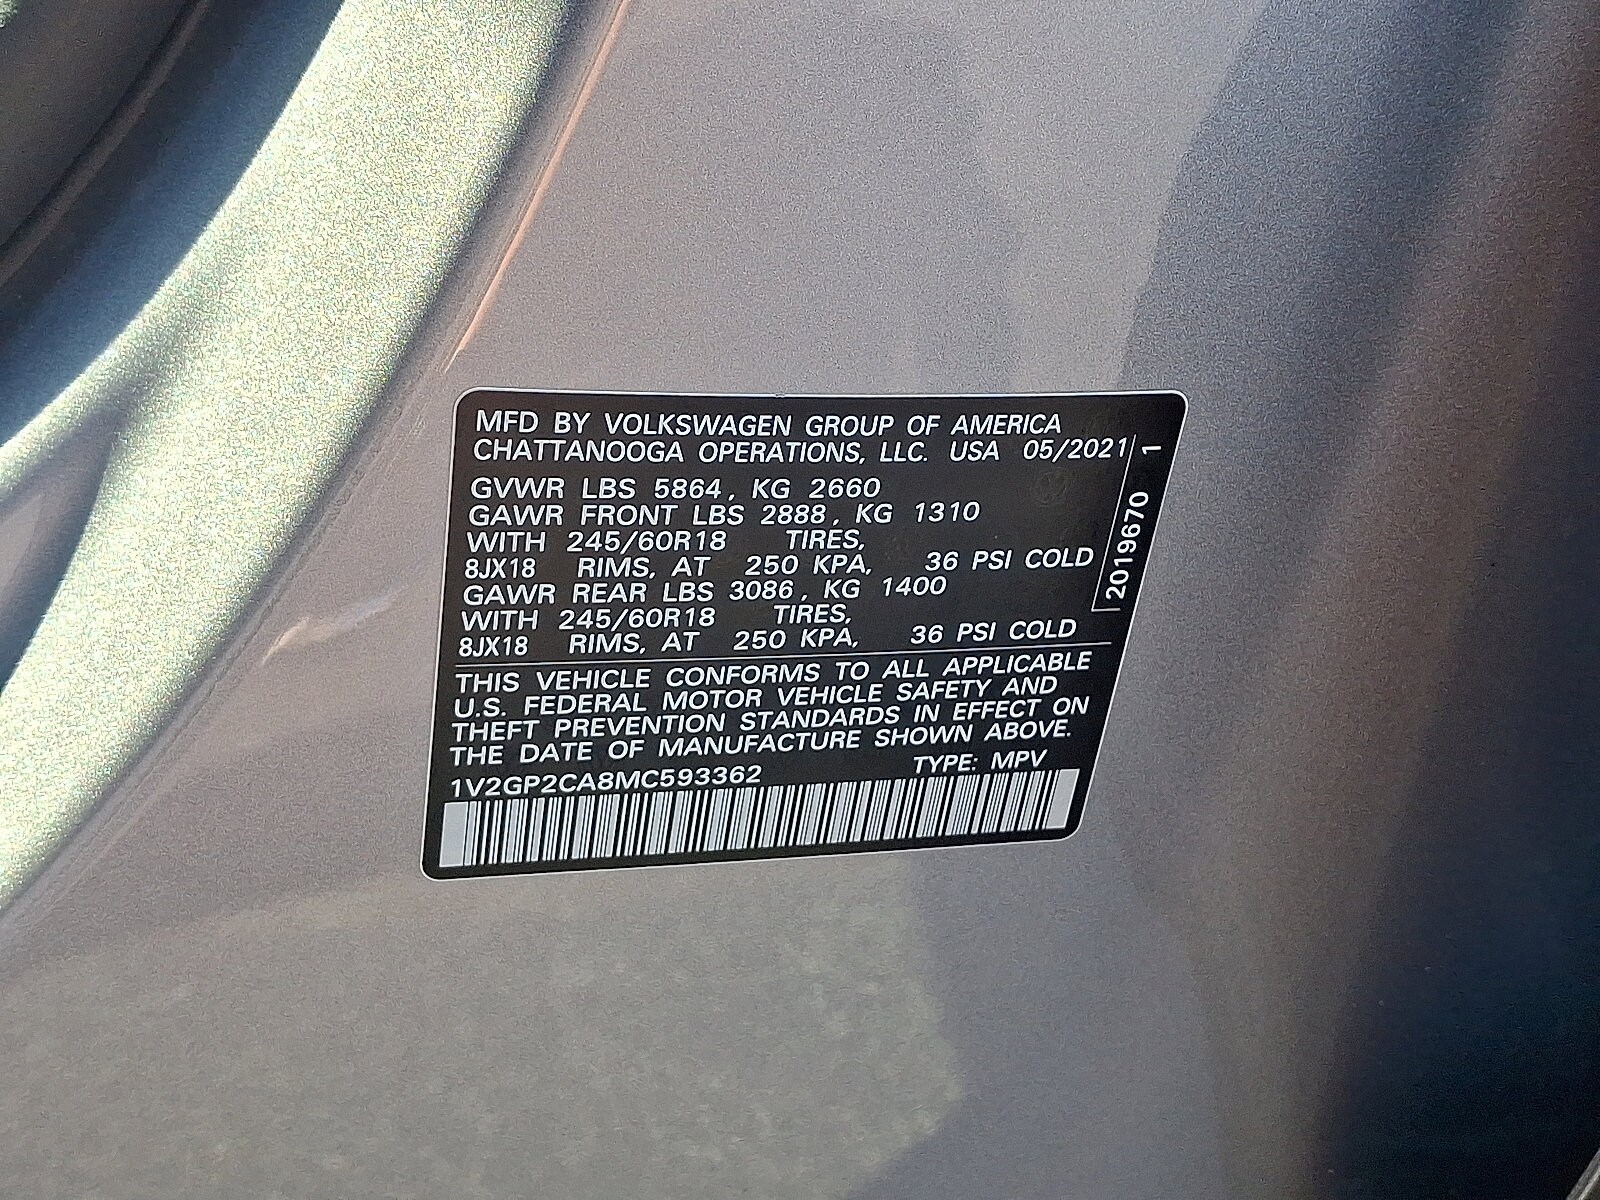 MFD BY VOLKSWAGEN GROUP OF AMERICA
CHATTANOOGA OPERATIONS, LLC. USA 05/2021
GVWR LBS 5864, KG 2660
GAWR FRONT LBS 2888, KG 1310
WITH 245/60R18 TIRES,
8JX18 RIMS, AT 250 KPA, 36 PSI COLD
GAWR REAR LBS 3086, KG 1400
WITH 245/60R18 TIRES,
8JX18 RIMS, AT 250 KPA, 36 PSI COLD
THIS VEHICLE CONFORMS TO ALL APPLICABLE
U.S. FEDERAL MOTOR VEHICLE SAFETY AND
THEFT PREVENTION STANDARDS IN EFFECT ON
THE DATE OF MANUFACTURE SHOWN ABOVE.
1V2GP2CA8MC593362 TYPE: MPV
2019670 1